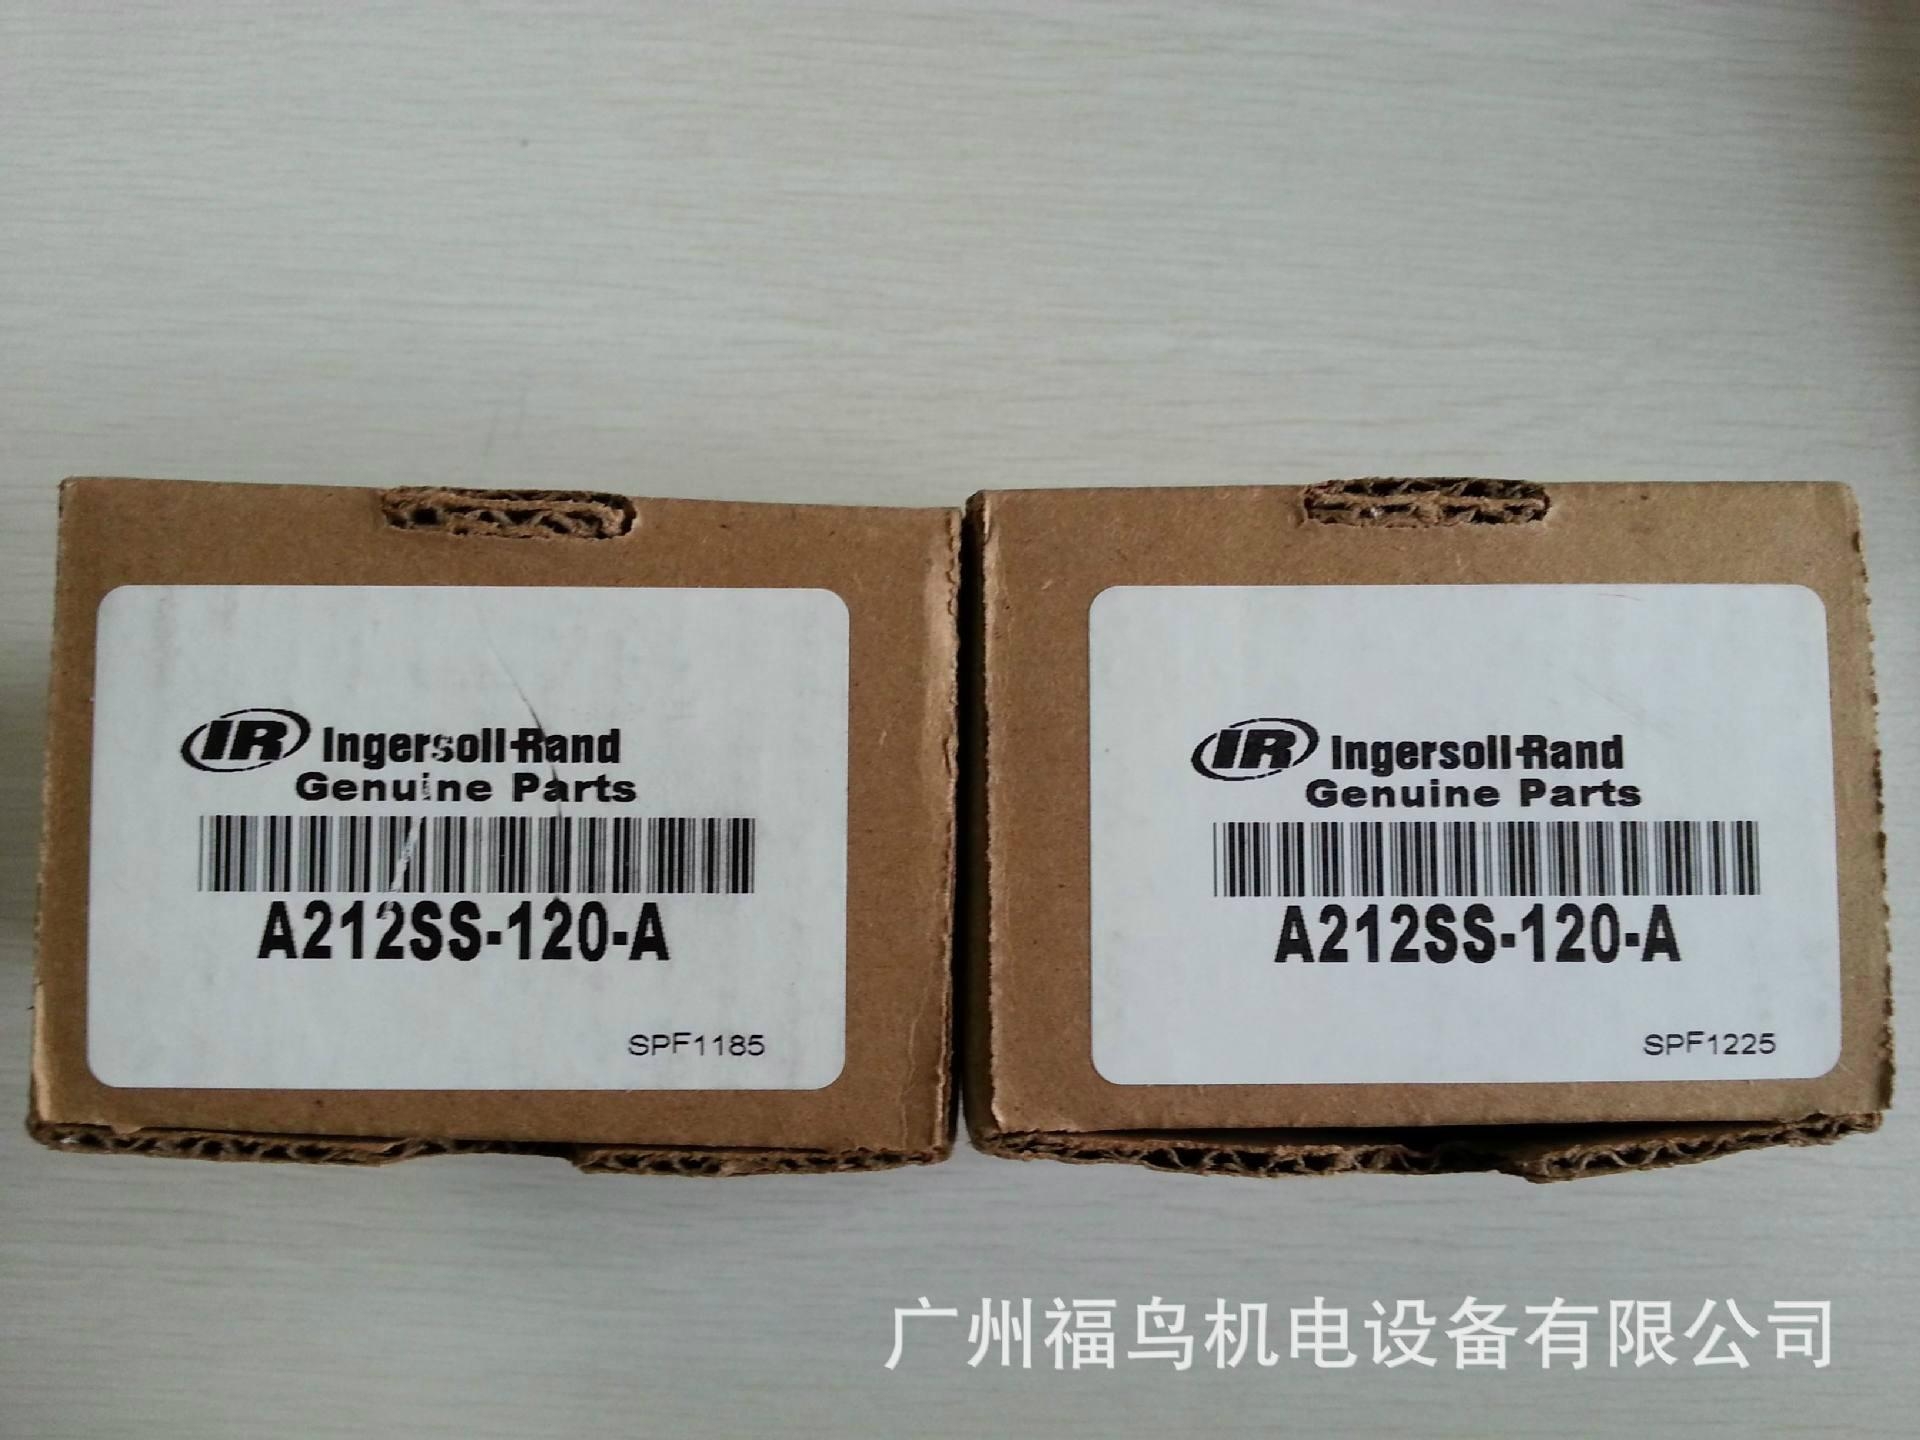 IR Ingersoll-Rand
Genuine Parts
A212SS-120-A
SPF1185
IR Ingersoll-Rand
Genuine Parts
A212SS-120-A
SPF1225
广州福鸟机电设备有限公司